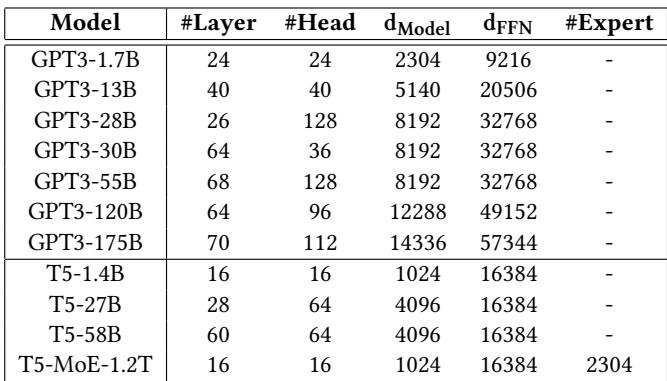 Model #Layer #Head dModel dFFN #Expert
GPT3-1.7B 24 24 2304 9216 -
GPT3-13B 40 40 5140 20506 -
GPT3-28B 26 128 8192 32768 -
GPT3-30B 64 36 8192 32768 -
GPT3-55B 68 128 8192 32768 -
GPT3-120B 64 96 12288 49152 -
GPT3-175B 70 112 14336 57344 -
T5-1.4B 16 16 1024 16384 -
T5-27B 28 64 4096 16384 -
T5-58B 60 64 4096 16384 -
T5-MoE-1.2T 16 16 1024 16384 2304